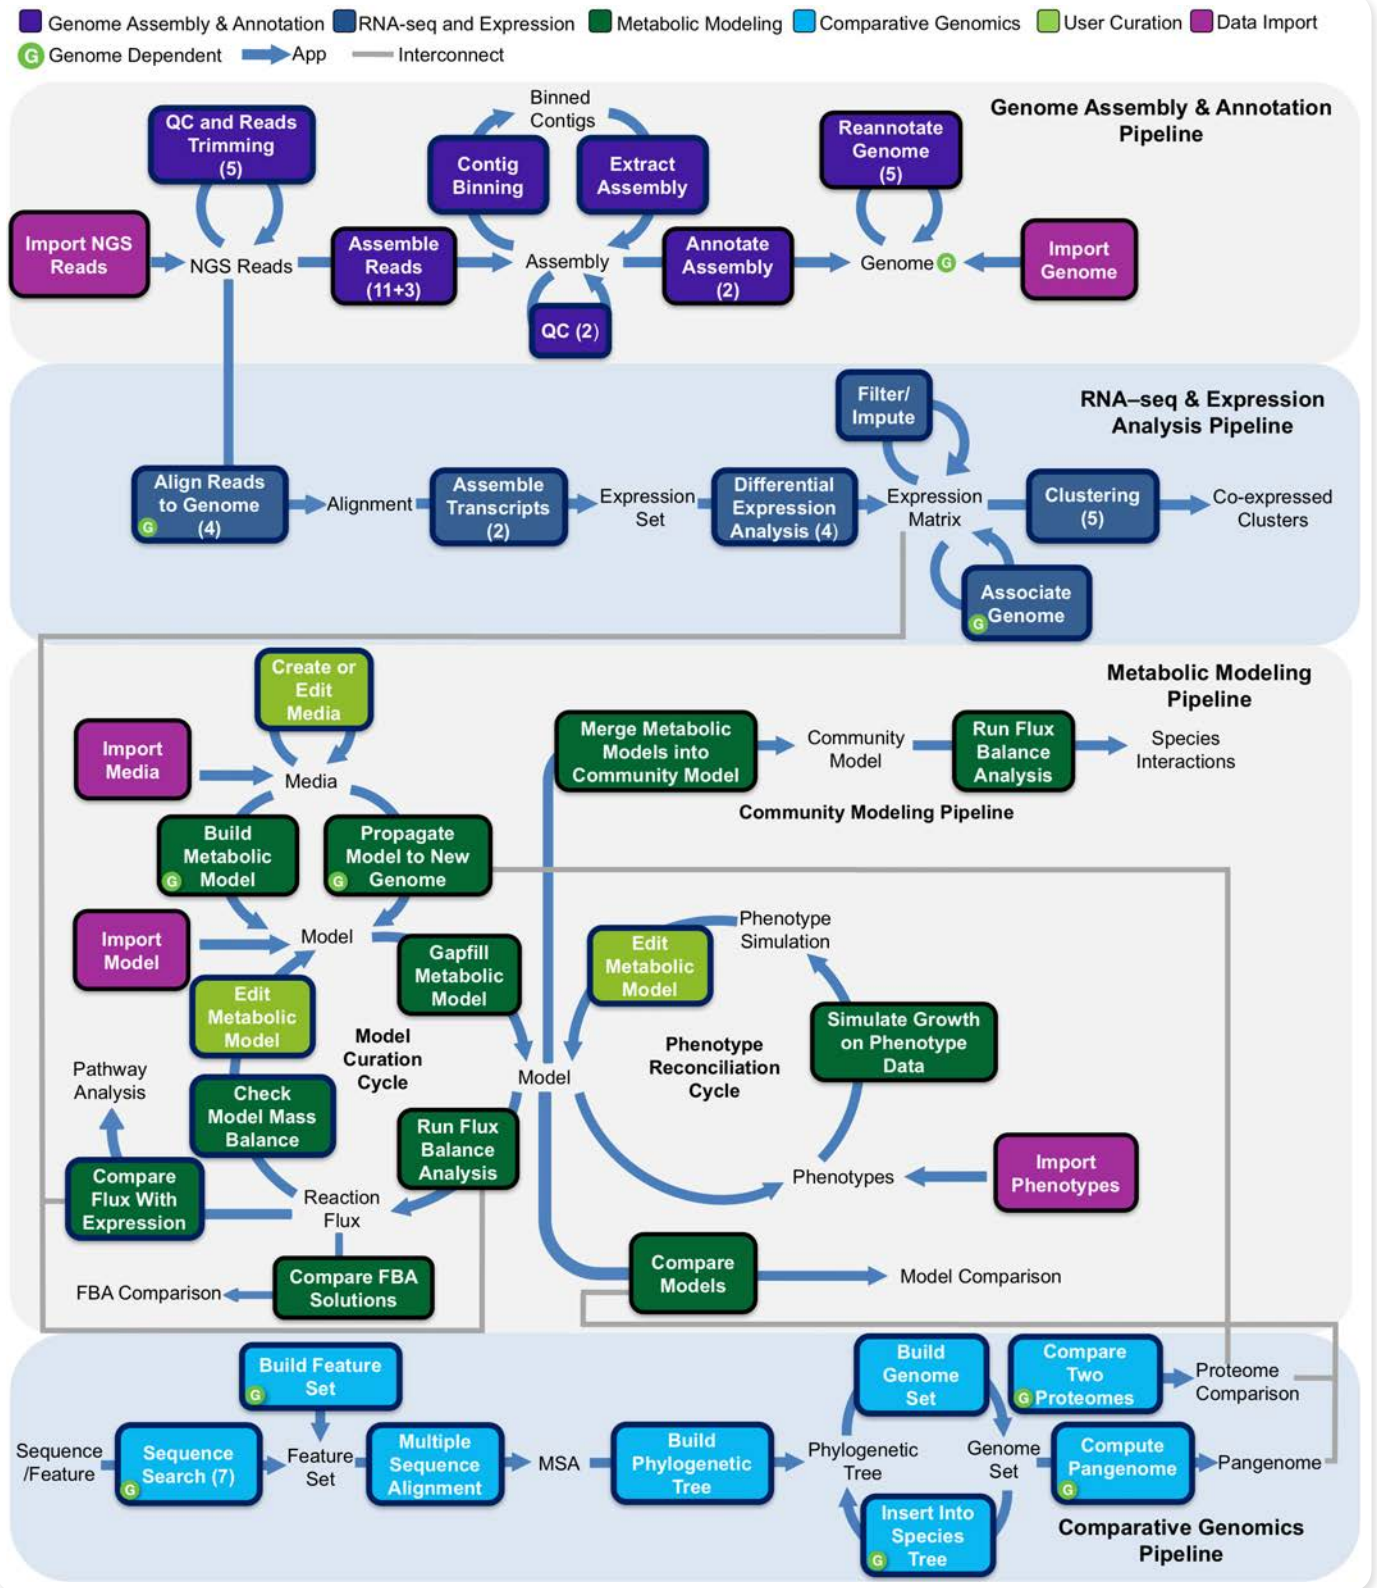 Genome Assembly & Annotation
RNA-seq and Expression
Metabolic Modeling
Comparative Genomics
User Curation
Data Import
G Genome Dependent
App
Interconnect
Genome Assembly & Annotation
Pipeline
QC and Reads
Trimming
(5)
Binned
Contigs
Contig
Binning
Extract
Assembly
Reannotate
Genome
(5)
Import NGS
Reads
NGS Reads
Assemble
Reads
(11+3)
Assembly
Annotate
Assembly
(2)
Genome G
Import
Genome
QC (2)
RNA–seq & Expression
Analysis Pipeline
Filter/
Impute
Align Reads
to Genome
G (4)
Alignment
Assemble
Transcripts
(2)
Expression
Set
Differential
Expression
Analysis (4)
Expression
Matrix
Clustering
(5)
Co-expressed
Clusters
Associate
G Genome
Metabolic Modeling
Pipeline
Create or
Edit
Media
Import
Media
Media
Merge Metabolic
Models into
Community Model
Community
Model
Run Flux
Balance
Analysis
Species
Interactions
Community Modeling Pipeline
Build
Metabolic
G Model
Propagate
Model to New
G Genome
Import
Model
Model
Gapfill
Metabolic
Model
Edit
Metabolic
Model
Phenotype
Simulation
Edit
Metabolic
Model
Model
Curation
Cycle
Phenotype
Reconciliation
Cycle
Simulate Growth
on Phenotype
Data
Pathway
Analysis
Model
Check
Model Mass
Balance
Run Flux
Balance
Analysis
Compare
Flux With
Expression
Reaction
Flux
Phenotypes
Import
Phenotypes
FBA Comparison
Compare FBA
Solutions
Compare
Models
Model Comparison
Build Feature
G Set
Build
Genome
Set
Compare
Two
G Proteomes
Proteome
Comparison
Sequence
/Feature
Sequence
G Search (7)
Feature
Set
Multiple
Sequence
Alignment
MSA
Build
Phylogenetic
Tree
Phylogenetic
Tree
Genome
Set
Compute
Pangenome
G
Pangenome
Insert Into
Species
G Tree
Comparative Genomics
Pipeline